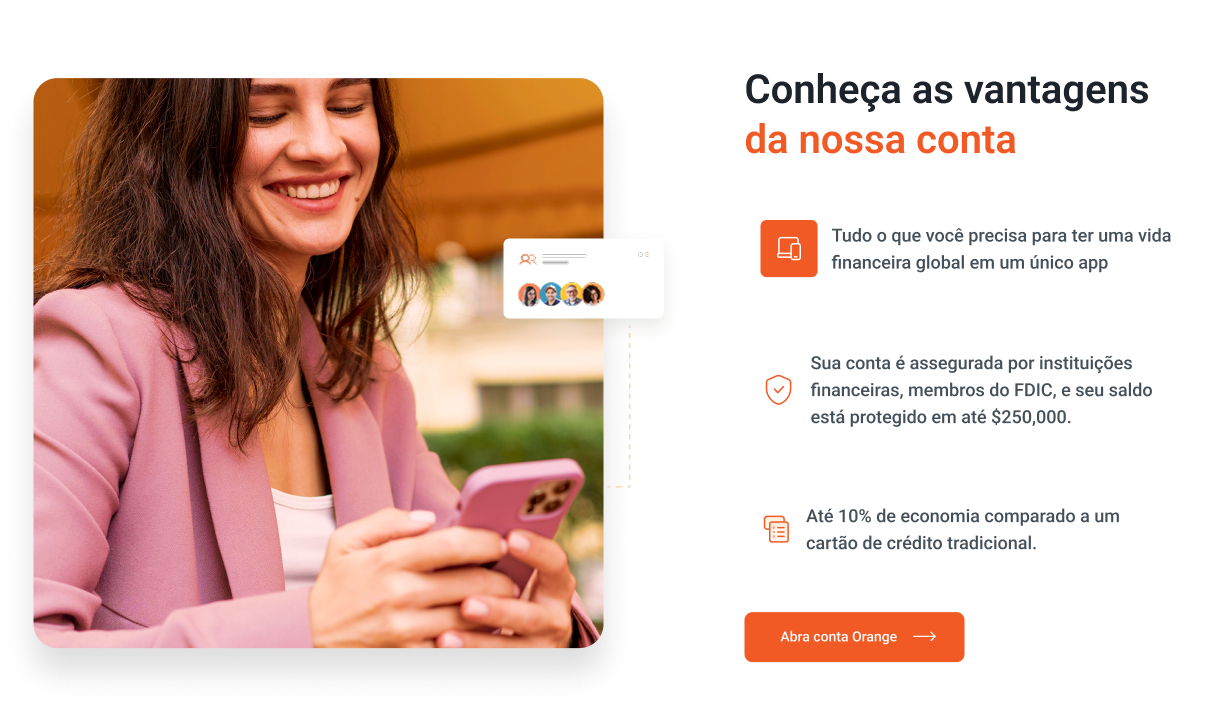 Conheça as vantagens
da nossa conta
Tudo o que você precisa para ter uma vida
financeira global em um único app
Sua conta é assegurada por instituições
financeiras, membros do FDIC, e seu saldo
está protegido em até $250,000.
Até 10% de economia comparado a um
cartão de crédito tradicional.
Abra conta Orange